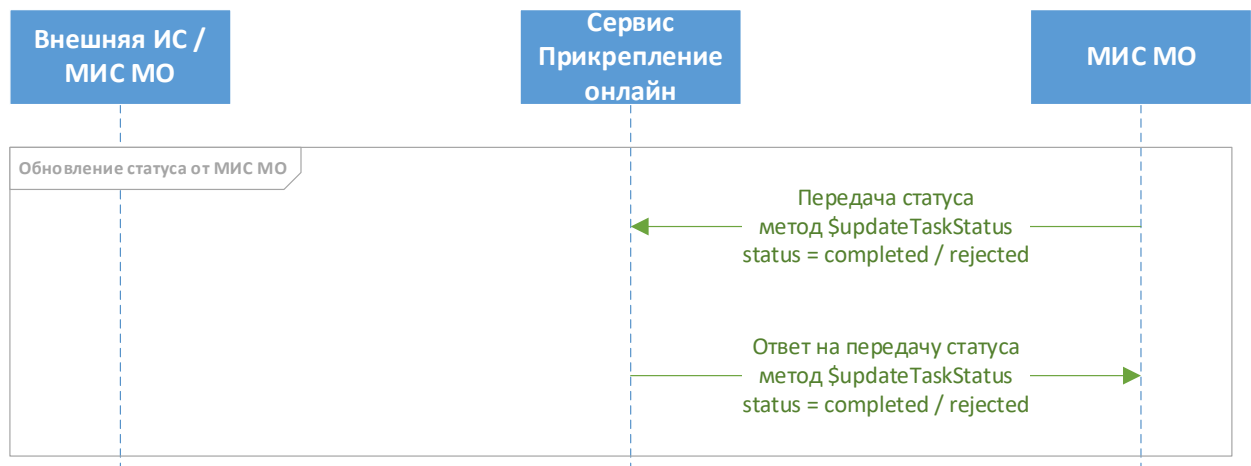 Внешняя ИС /
МИС МО
Сервис
Прикрепление
онлайн
МИС МО
Обновление статуса от МИС МО
Передача статуса
метод $updateTaskStatus
status = completed / rejected
Ответ на передачу статуса
метод $updateTaskStatus
status = completed / rejected